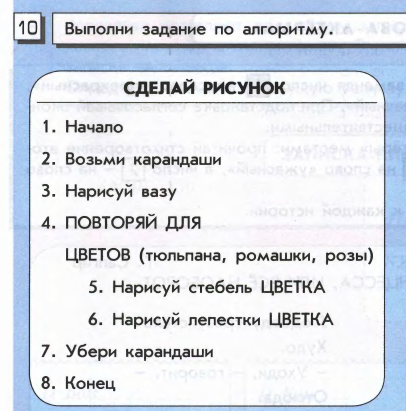 10 Выполни задание по алгоритму.
СДЕЛАЙ РИСУНОК
1. Начало
2. Возьми карандаши
3. Нарисуй вазу
4. ПОВТОРЯЙ ДЛЯ
ЦВЕТОВ (тюльпана, ромашки, розы)
5. Нарисуй стебель ЦВЕТКА
6. Нарисуй лепестки ЦВЕТКА
7. Убери карандаши
8. Конец